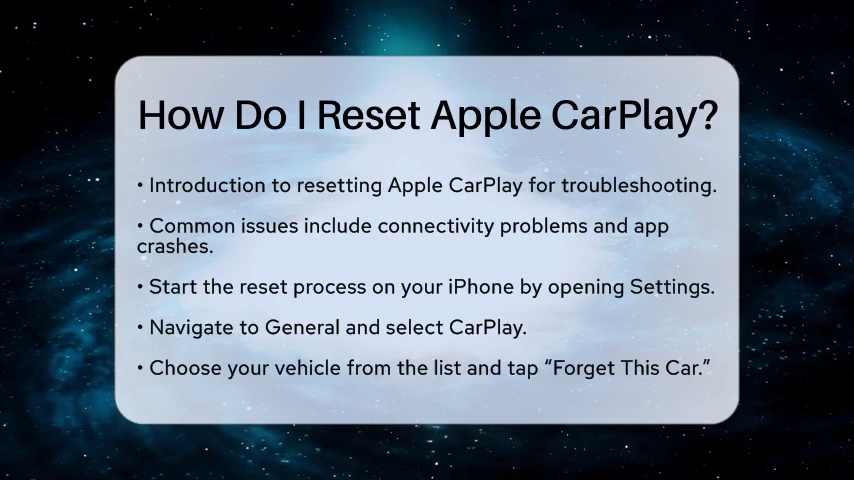 How Do I Reset Apple CarPlay?
• Introduction to resetting Apple CarPlay for troubleshooting.
• Common issues include connectivity problems and app
crashes.
• Start the reset process on your iPhone by opening Settings.
• Navigate to General and select CarPlay.
• Choose your vehicle from the list and tap “Forget This Car.”